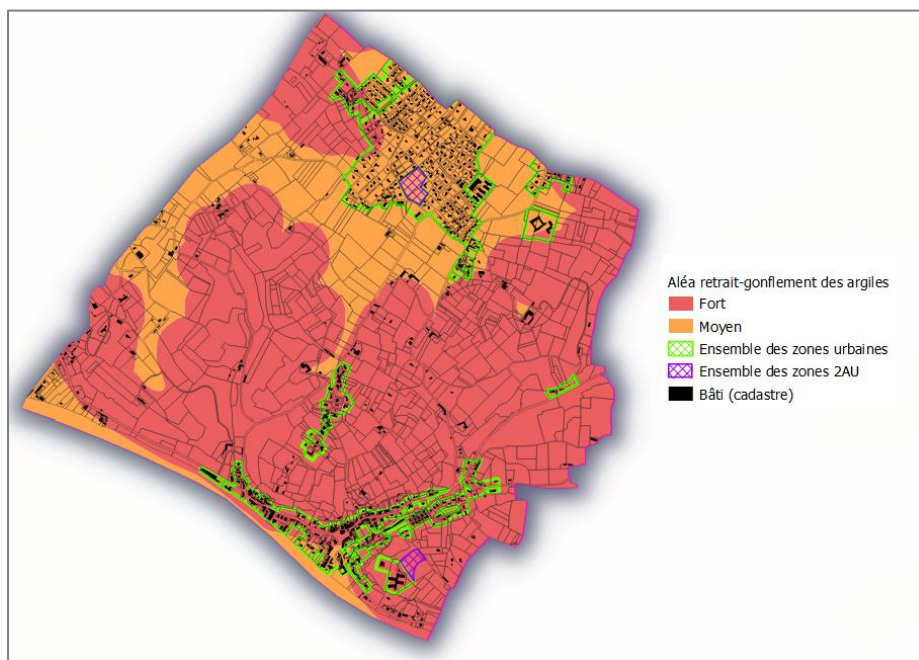 Aléa retrait-gonflement des argiles
Fort
Moyen
Ensemble des zones urbaines
Ensemble des zones 2AU
Bâti (cadastre)